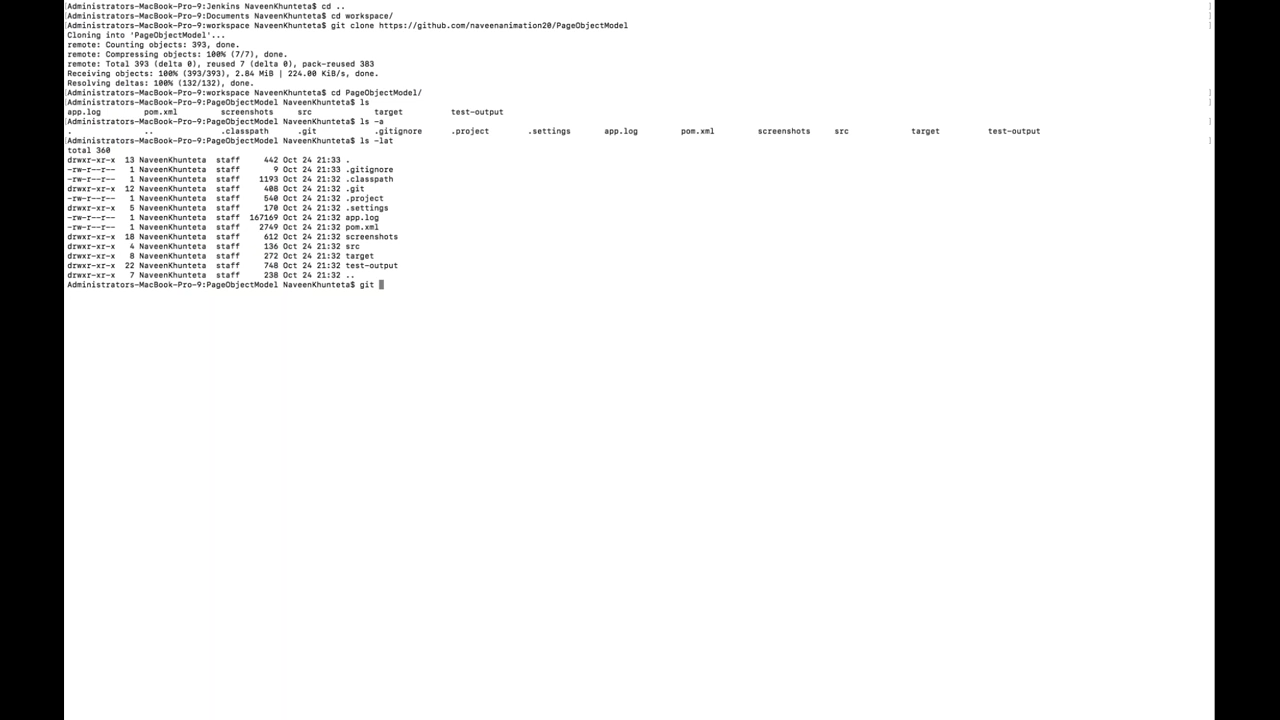 [Administrators-MacBook-Pro-9:Jenkins NaveenKhunteta$ cd .. ]
[Administrators-MacBook-Pro-9:Documents NaveenKhunteta$ cd workspace/ ]
[Administrators-MacBook-Pro-9:workspace NaveenKhunteta$ git clone https://github.com/naveenanimation20/PageObjectModel ]
Cloning into 'PageObjectModel'...
remote: Counting objects: 393, done.
remote: Compressing objects: 100% (7/7), done.
remote: Total 393 (delta 0), reused 7 (delta 0), pack-reused 383
Receiving objects: 100% (393/393), 2.84 MiB | 224.00 KiB/s, done.
Resolving deltas: 100% (132/132), done.
[Administrators-MacBook-Pro-9:workspace NaveenKhunteta$ cd PageObjectModel/ ]
[Administrators-MacBook-Pro-9:PageObjectModel NaveenKhunteta$ ls ]
app.log pom.xml screenshots src target test-output
[Administrators-MacBook-Pro-9:PageObjectModel NaveenKhunteta$ ls -a ]
. .. .classpath .git .gitignore .project .settings app.log pom.xml screenshots src target test-output
[Administrators-MacBook-Pro-9:PageObjectModel NaveenKhunteta$ ls -lat ]
total 360
drwxr-xr-x 13 NaveenKhunteta staff 442 Oct 24 21:33 .
-rw-r--r-- 1 NaveenKhunteta staff 9 Oct 24 21:33 .gitignore
-rw-r--r-- 1 NaveenKhunteta staff 1193 Oct 24 21:32 .classpath
drwxr-xr-x 12 NaveenKhunteta staff 408 Oct 24 21:32 .git
-rw-r--r-- 1 NaveenKhunteta staff 540 Oct 24 21:32 .project
drwxr-xr-x 5 NaveenKhunteta staff 170 Oct 24 21:32 .settings
-rw-r--r-- 1 NaveenKhunteta staff 167169 Oct 24 21:32 app.log
-rw-r--r-- 1 NaveenKhunteta staff 2749 Oct 24 21:32 pom.xml
drwxr-xr-x 18 NaveenKhunteta staff 612 Oct 24 21:32 screenshots
drwxr-xr-x 4 NaveenKhunteta staff 136 Oct 24 21:32 src
drwxr-xr-x 8 NaveenKhunteta staff 272 Oct 24 21:32 target
drwxr-xr-x 22 NaveenKhunteta staff 748 Oct 24 21:32 test-output
drwxr-xr-x 7 NaveenKhunteta staff 238 Oct 24 21:32 ..
Administrators-MacBook-Pro-9:PageObjectModel NaveenKhunteta$ git